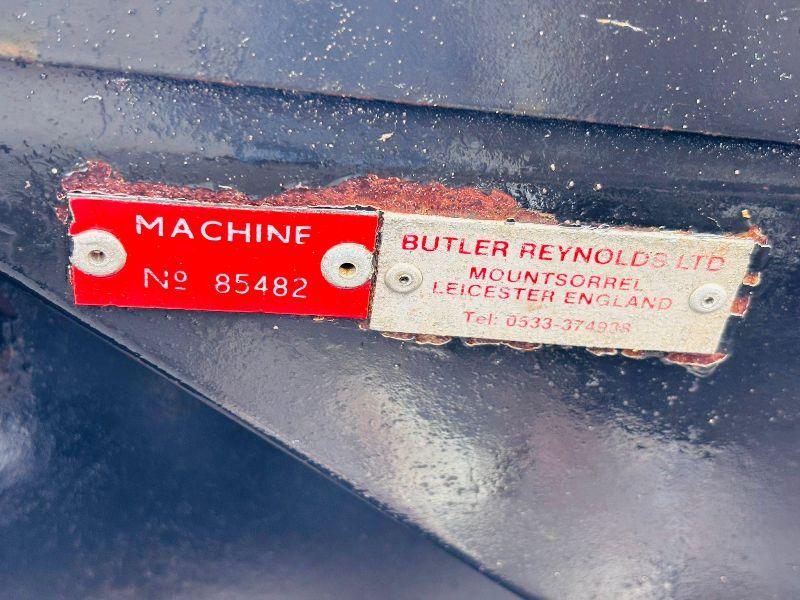 MACHINE
Nº 85482
BUTLER REYNOLDS LTD
MOUNTSORREL
LEICESTER ENGLAND
Tel: 0533-374938